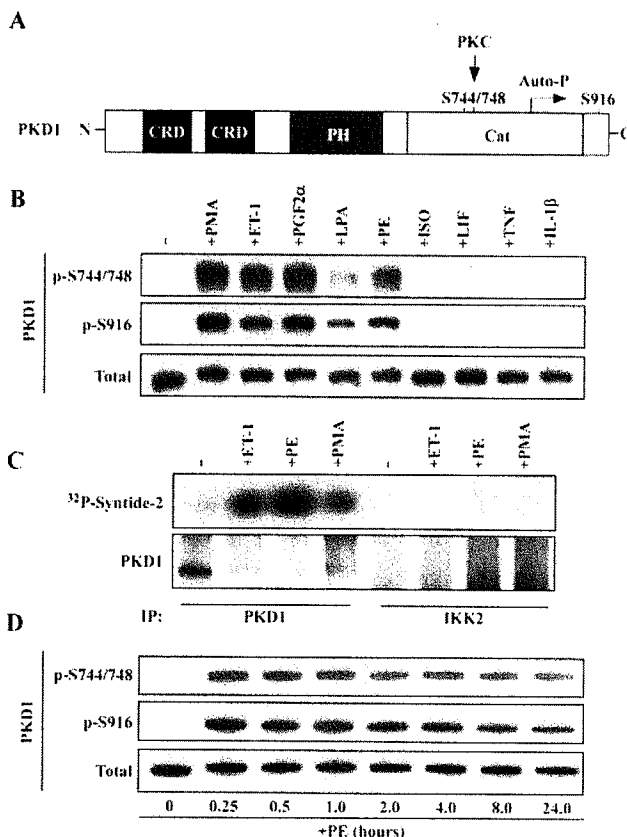 A
PKC
Auto-P
S744/748
S916
PKD1
N
CRD
CRD
PH
Cat
C
B
- +PMA +ET-1 +PGF2α +LPA +PE +ISO +LIF +TNF +IL-1β
PKD1
p-S744/748
p-S916
Total
C
- +ET-1 +PE +PMA - +ET-1 +PE +PMA
³²P-Syntide-2
PKD1
IP: PKD1 IKK2
D
PKD1
p-S744/748
p-S916
Total
0 0.25 0.5 1.0 2.0 4.0 8.0 24.0
+PE (hours)